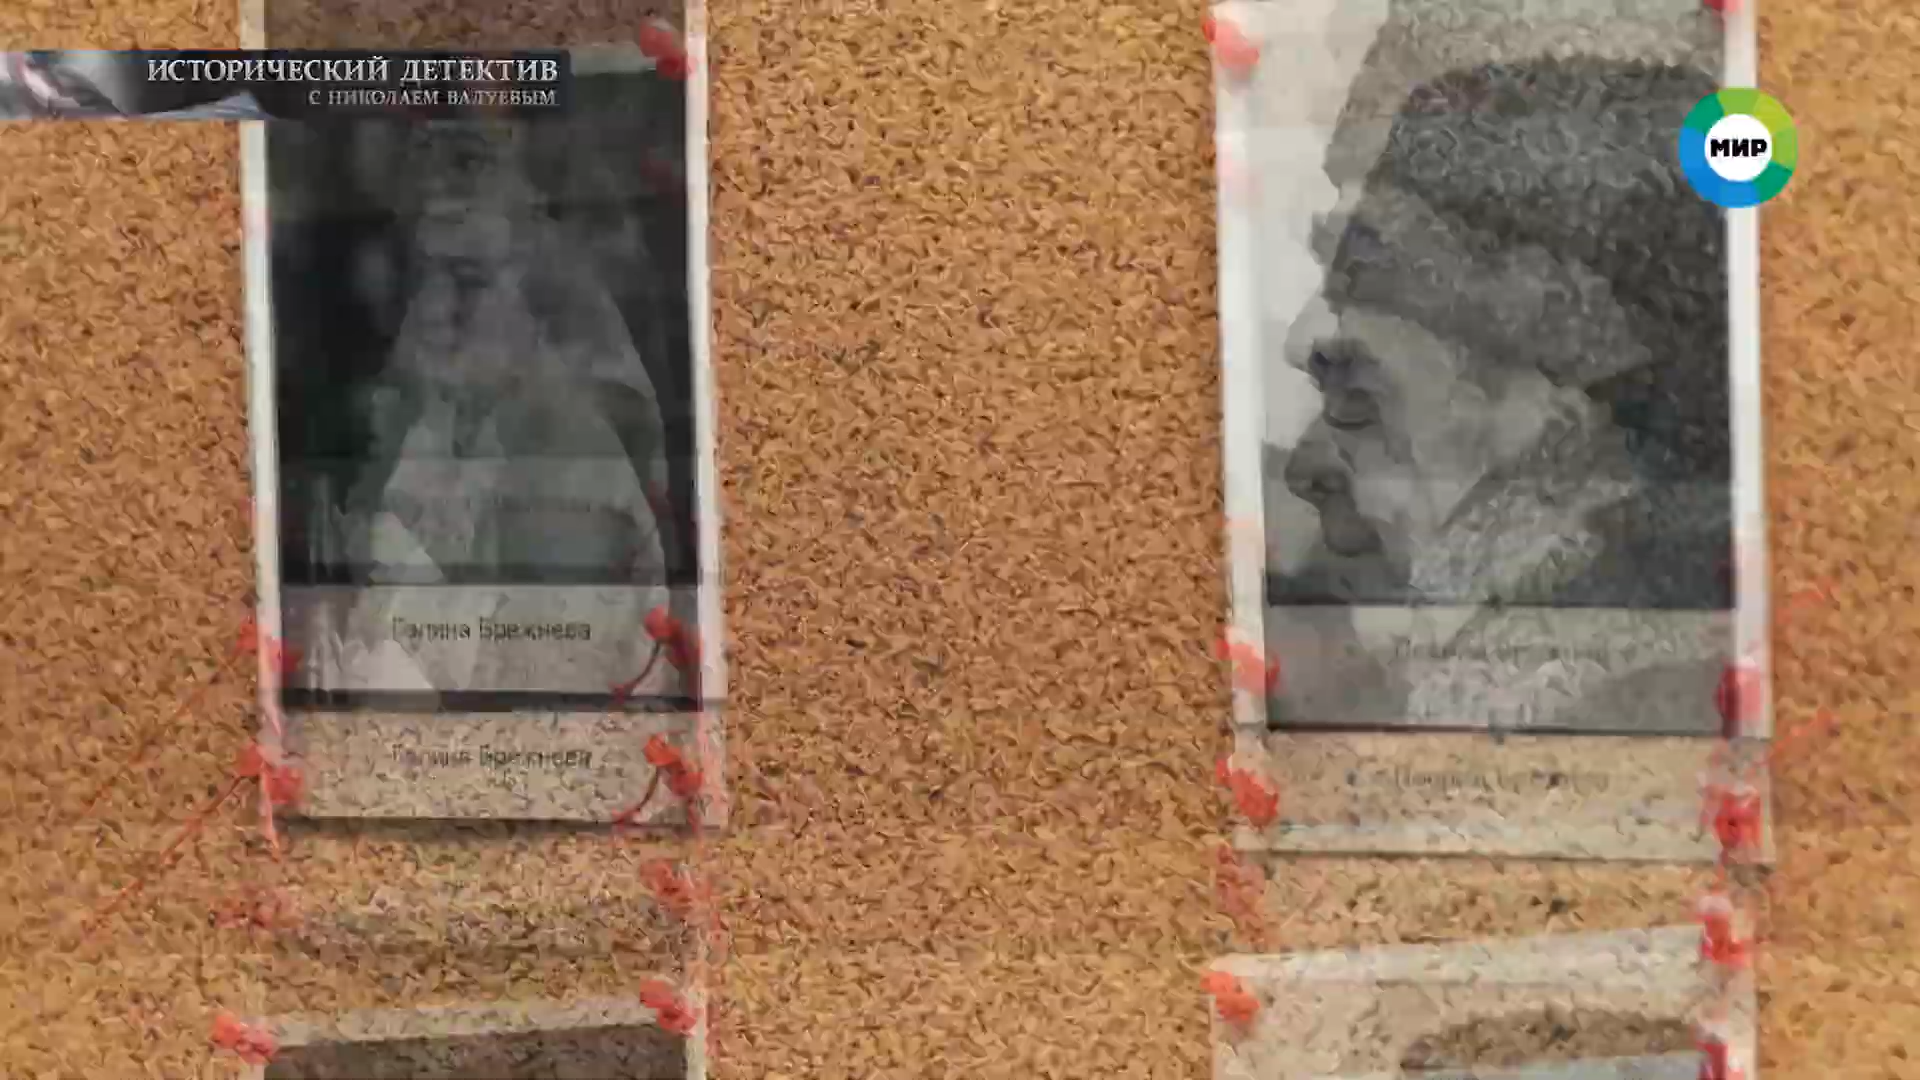 ИСТОРИЧЕСКИЙ ДЕТЕКТИВ
С НИКОЛАЕМ ВАЛУЕВЫМ
МИР
Галина Брежнева
Галина Брежнева